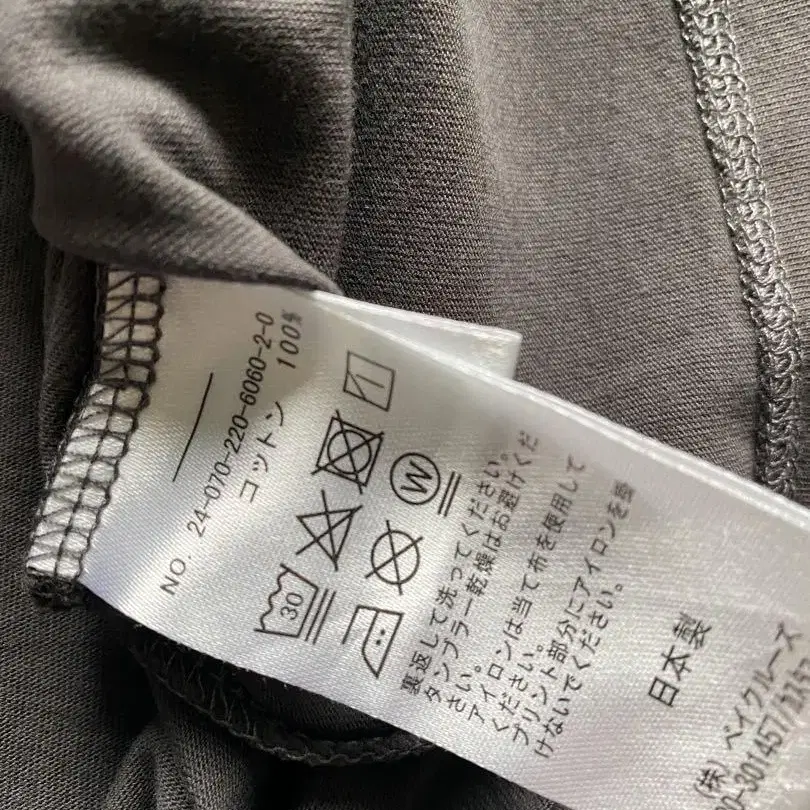 NO. 24-070-220-6060-2-0
コットン 100%
30
W
裏返して洗ってください。
タンブラー乾燥はお避けくだ
さい。
アイロンは当て布を使用して
ください。
プリント部分にアイロンを
けないでください。
日本製
(株) ベイクルーズ
301457